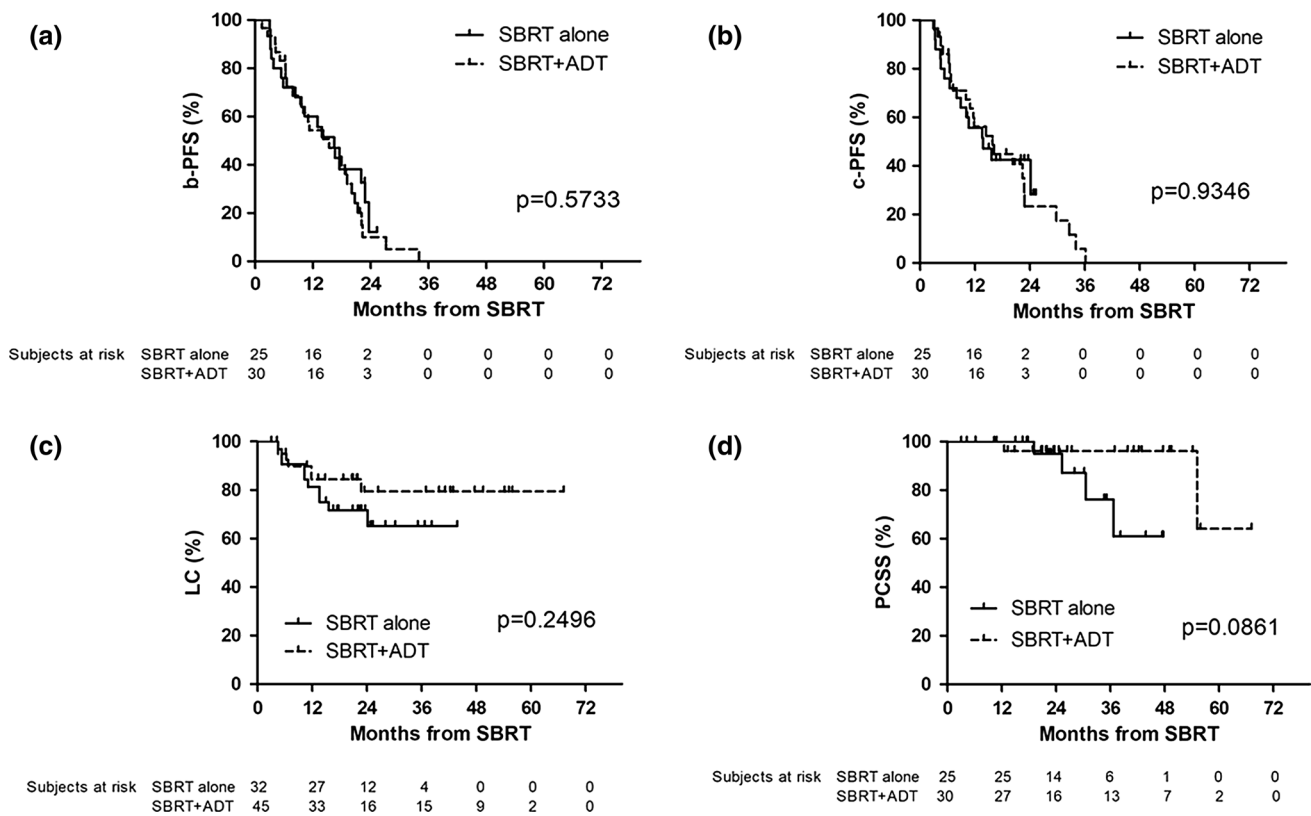 (a)
100
80
60
40
20
0
b-PFS (%)
SBRT alone
SBRT+ADT
p=0.5733
0 12 24 36 48 60 72
Months from SBRT
Subjects at risk SBRT alone 25 16 2 0 0 0 0
SBRT+ADT 30 16 3 0 0 0 0
(b)
100
80
60
40
20
0
c-PFS (%)
SBRT alone
SBRT+ADT
p=0.9346
0 12 24 36 48 60 72
Months from SBRT
Subjects at risk SBRT alone 25 16 2 0 0 0 0
SBRT+ADT 30 16 3 0 0 0 0
(c)
100
80
60
40
20
0
LC (%)
SBRT alone
SBRT+ADT
p=0.2496
0 12 24 36 48 60 72
Months from SBRT
Subjects at risk SBRT alone 32 27 12 4 0 0 0
SBRT+ADT 45 33 16 15 9 2 0
(d)
100
80
60
40
20
0
PCSS (%)
SBRT alone
SBRT+ADT
p=0.0861
0 12 24 36 48 60 72
Months from SBRT
Subjects at risk SBRT alone 25 25 14 6 1 0 0
SBRT+ADT 30 27 16 13 7 2 0